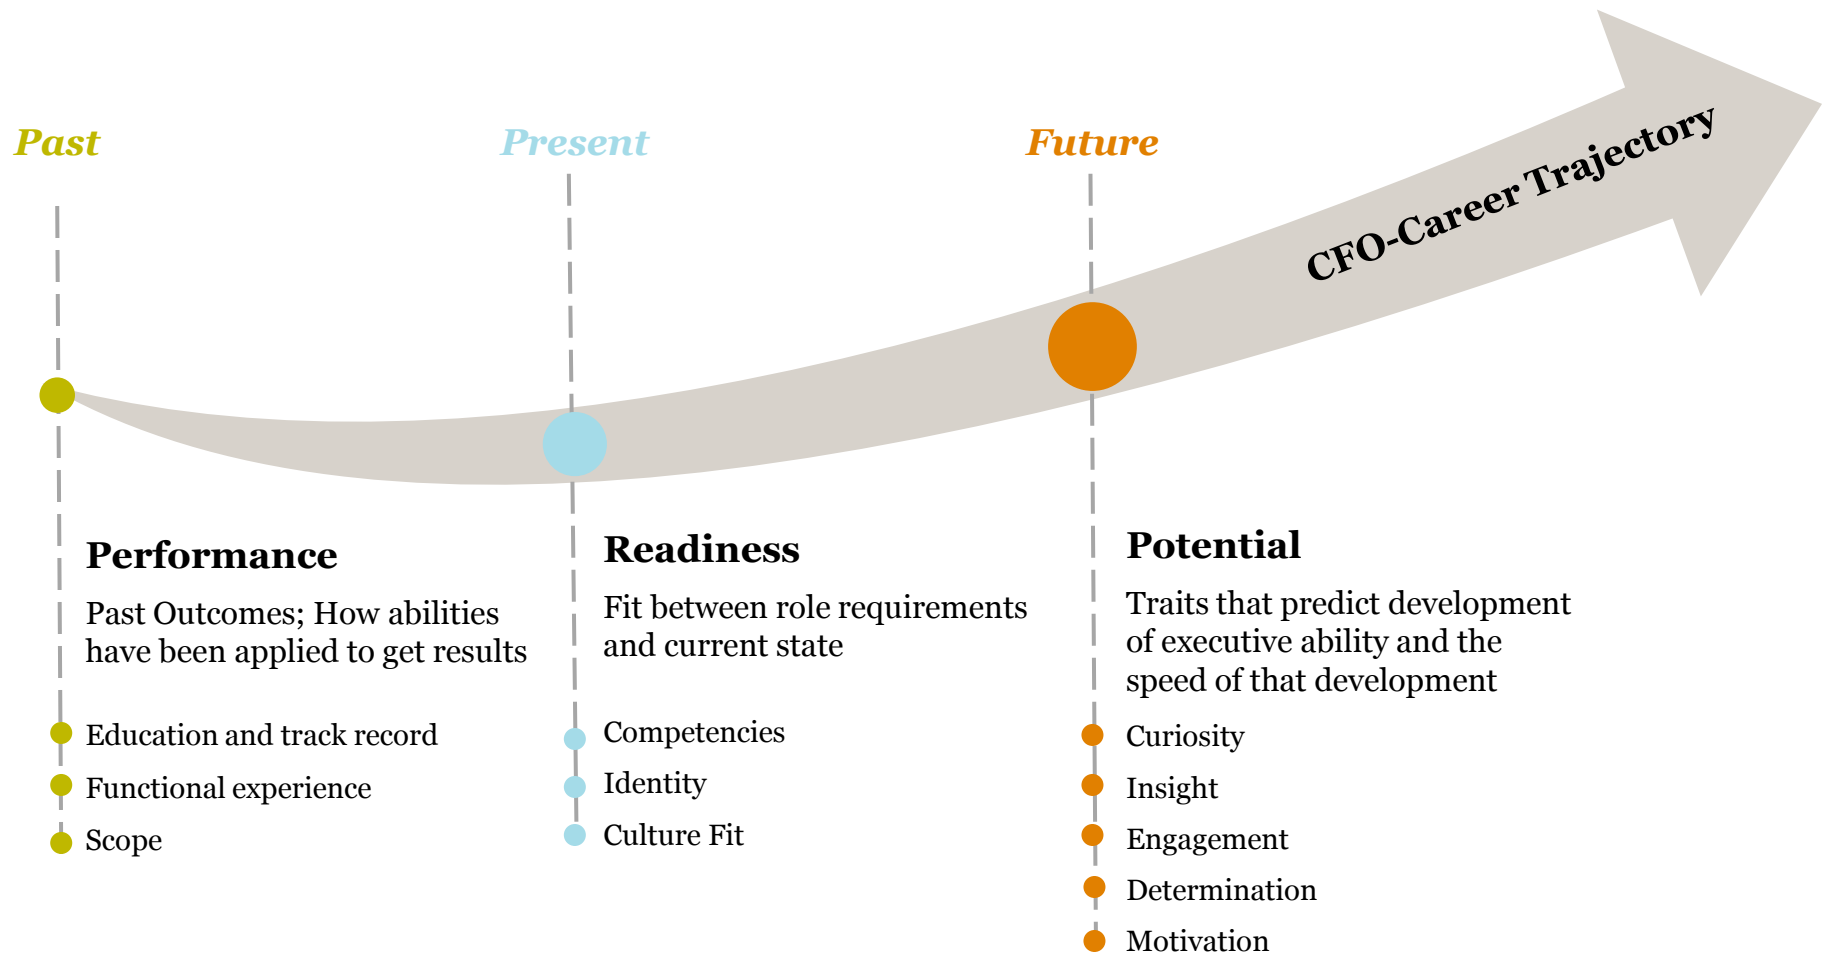 Past
Present
Future
CFO-Career Trajectory
Performance
Past Outcomes; How abilities
have been applied to get results
Education and track record
Functional experience
Scope
Readiness
Fit between role requirements
and current state
Competencies
Identity
Culture Fit
Potential
Traits that predict development
of executive ability and the
speed of that development
Curiosity
Insight
Engagement
Determination
Motivation